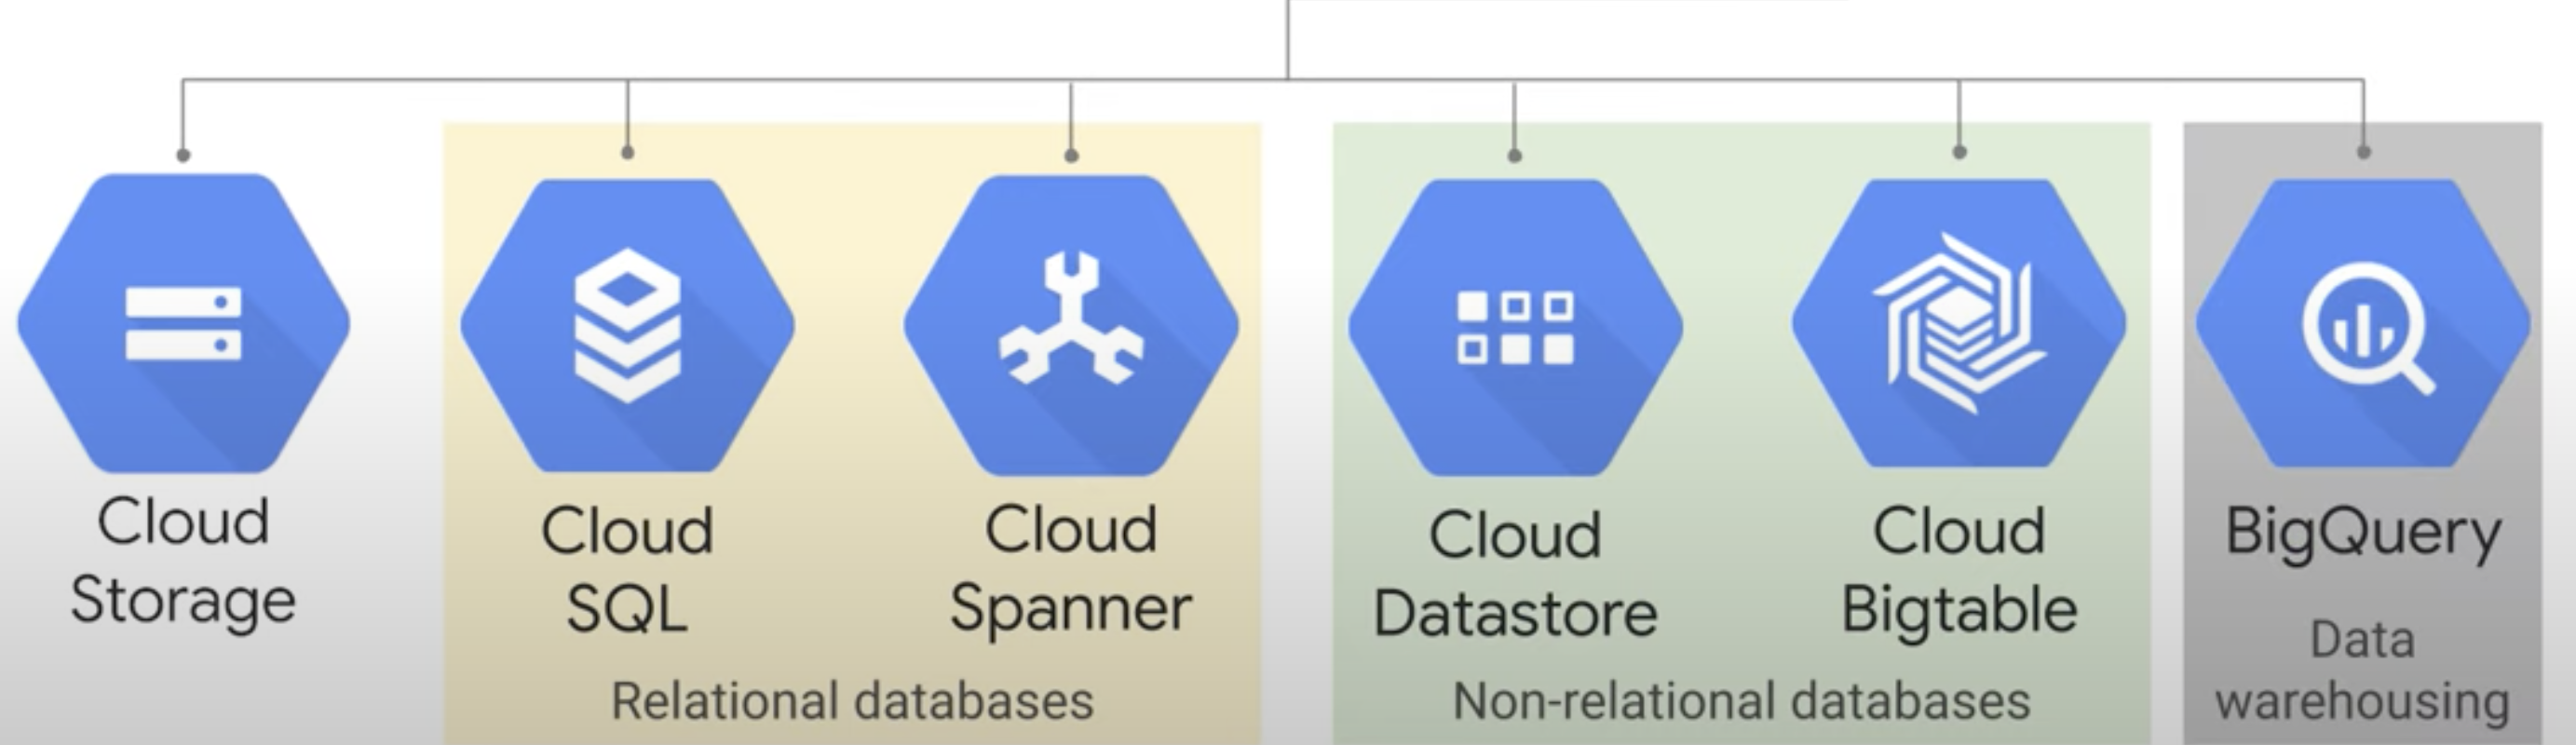 Cloud
Storage
Cloud
SQL
Cloud
Spanner
Relational databases
Cloud
Datastore
Cloud
Bigtable
Non-relational databases
BigQuery
Data
warehousing